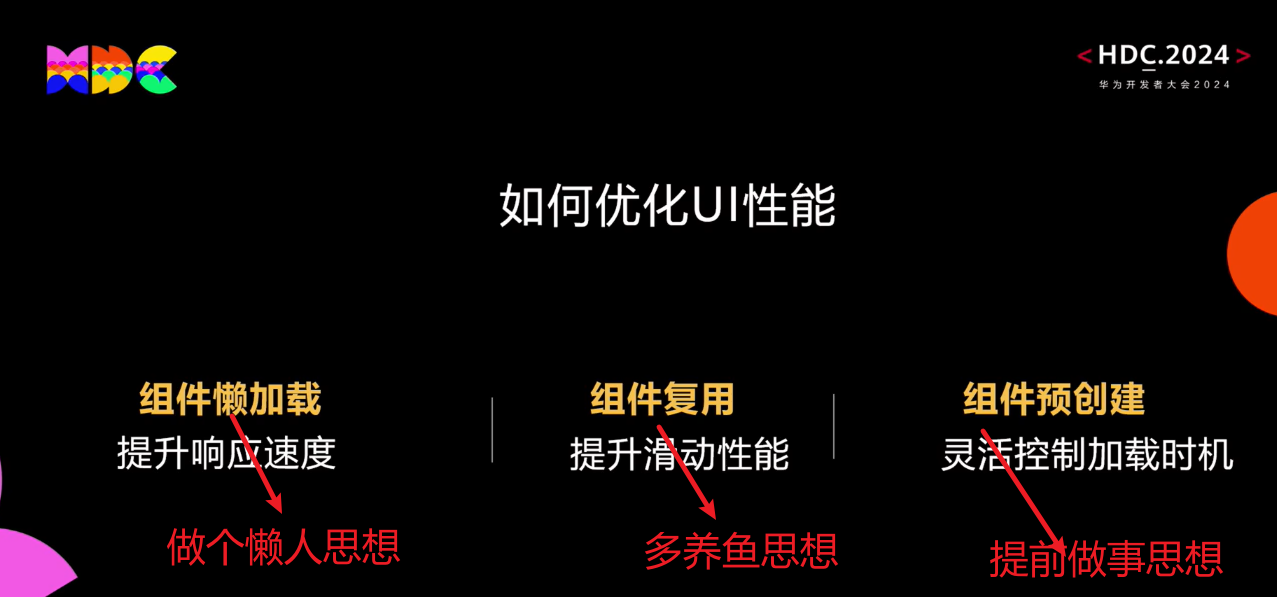 HDC
<HDC.2024>
华为开发者大会2024
如何优化UI性能
组件懒加载
提升响应速度
组件复用
提升滑动性能
组件预创建
灵活控制加载时机
做个懒人思想
多养鱼思想
提前做事思想